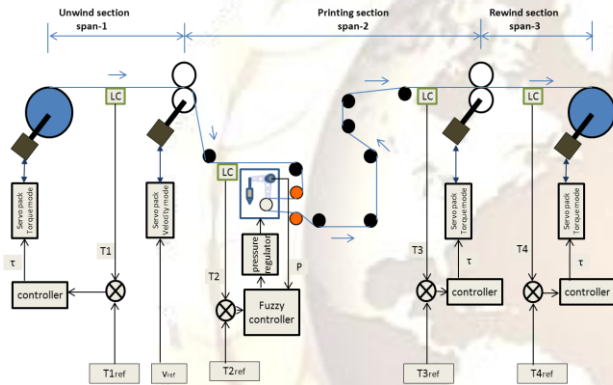 Unwind section
span-1
Printing section
span-2
Rewind section
span-3
LC
LC
LC
LC
Servo pack
Torque mode
Servo pack
Velocity mode
Servo pack
Torque mode
Servo pack
Torque mode
T1
T2
pressure
regulator
P
T3
T4
τ
τ
τ
controller
Fuzzy
controller
controller
controller
T1ref
vref
T2ref
T3ref
T4ref